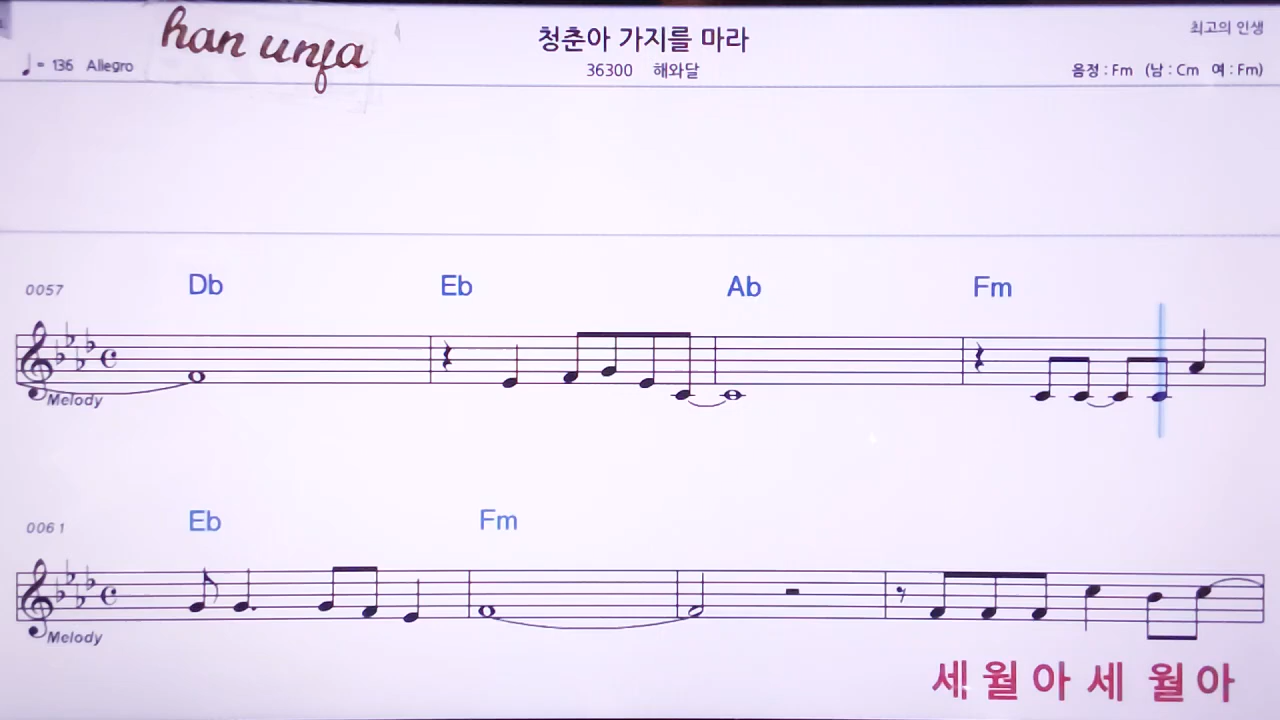 han unfa
청춘아 가지를 마라
최고의 인생
♩= 136 Allegro
36300 해와달
음정 : Fm (남 : Cm 여 : Fm)
0057 Db Eb Ab Fm
Melody
0061 Eb Fm
Melody
세 월 아 세 월 아